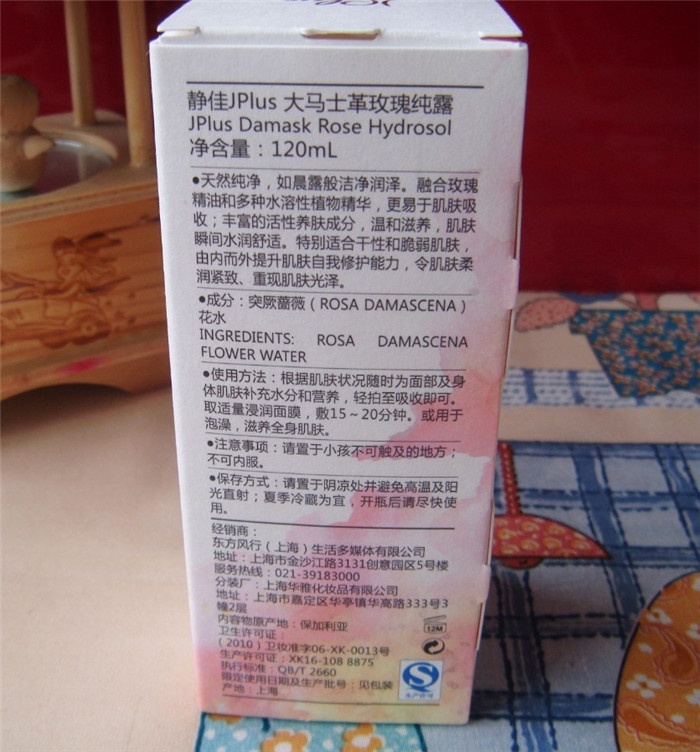 静佳JPlus 大马士革玫瑰纯露
JPlus Damask Rose Hydrosol
净含量：120mL
●天然纯净，如晨露般洁净润泽。融合玫瑰
精油和多种水溶性植物精华，更易于肌肤吸
收；丰富的活性养肤成分，温和滋养，肌肤
瞬间水润舒适。特别适合干性和脆弱肌肤，
由内而外提升肌肤自我修护能力，令肌肤柔
润紧致、重现肌肤光泽。
●成分：突厥蔷薇（ROSA DAMASCENA）
花水
INGREDIENTS: ROSA DAMASCENA
FLOWER WATER
●使用方法：根据肌肤状况随时为面部及身
体肌肤补充水分和营养，轻拍至吸收即可。
取适量浸润面膜，敷15～20分钟。或用于
泡澡，滋养全身肌肤。
●注意事项：请置于小孩不可触及的地方；
不可内服。
●保存方式：请置于阴凉处并避免高温及阳
光直射；夏季冷藏为宜，开瓶后请尽快使
用。
经销商：
东方风行（上海）生活多媒体有限公司
地址：上海市金沙江路3131创意园区5号楼
服务热线：021-39183000
分装厂：上海华雅化妆品有限公司
地址：上海市嘉定区华亭镇华高路333号3
幢2层
内容物原产地：保加利亚
卫生许可证：
（2010）卫妆准字06-XK-0013号
生产许可证：XK16-108 8875
执行标准：QB/T 2660
限定使用日期及生产批号：见包装
产地：上海
12M
生产许可